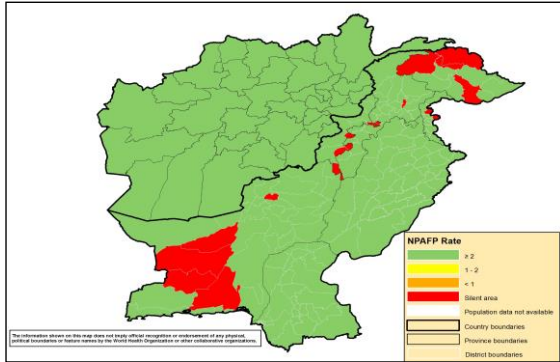 NPAFP Rate
≥ 2
1 - 2
< 1
Silent area
Population data not available
Country boundaries
Province boundaries
District boundaries
The information shown on this map does not imply official recognition or endorsement of any physical,
political boundaries or feature names by the World Health Organization or other collaborative organizations.